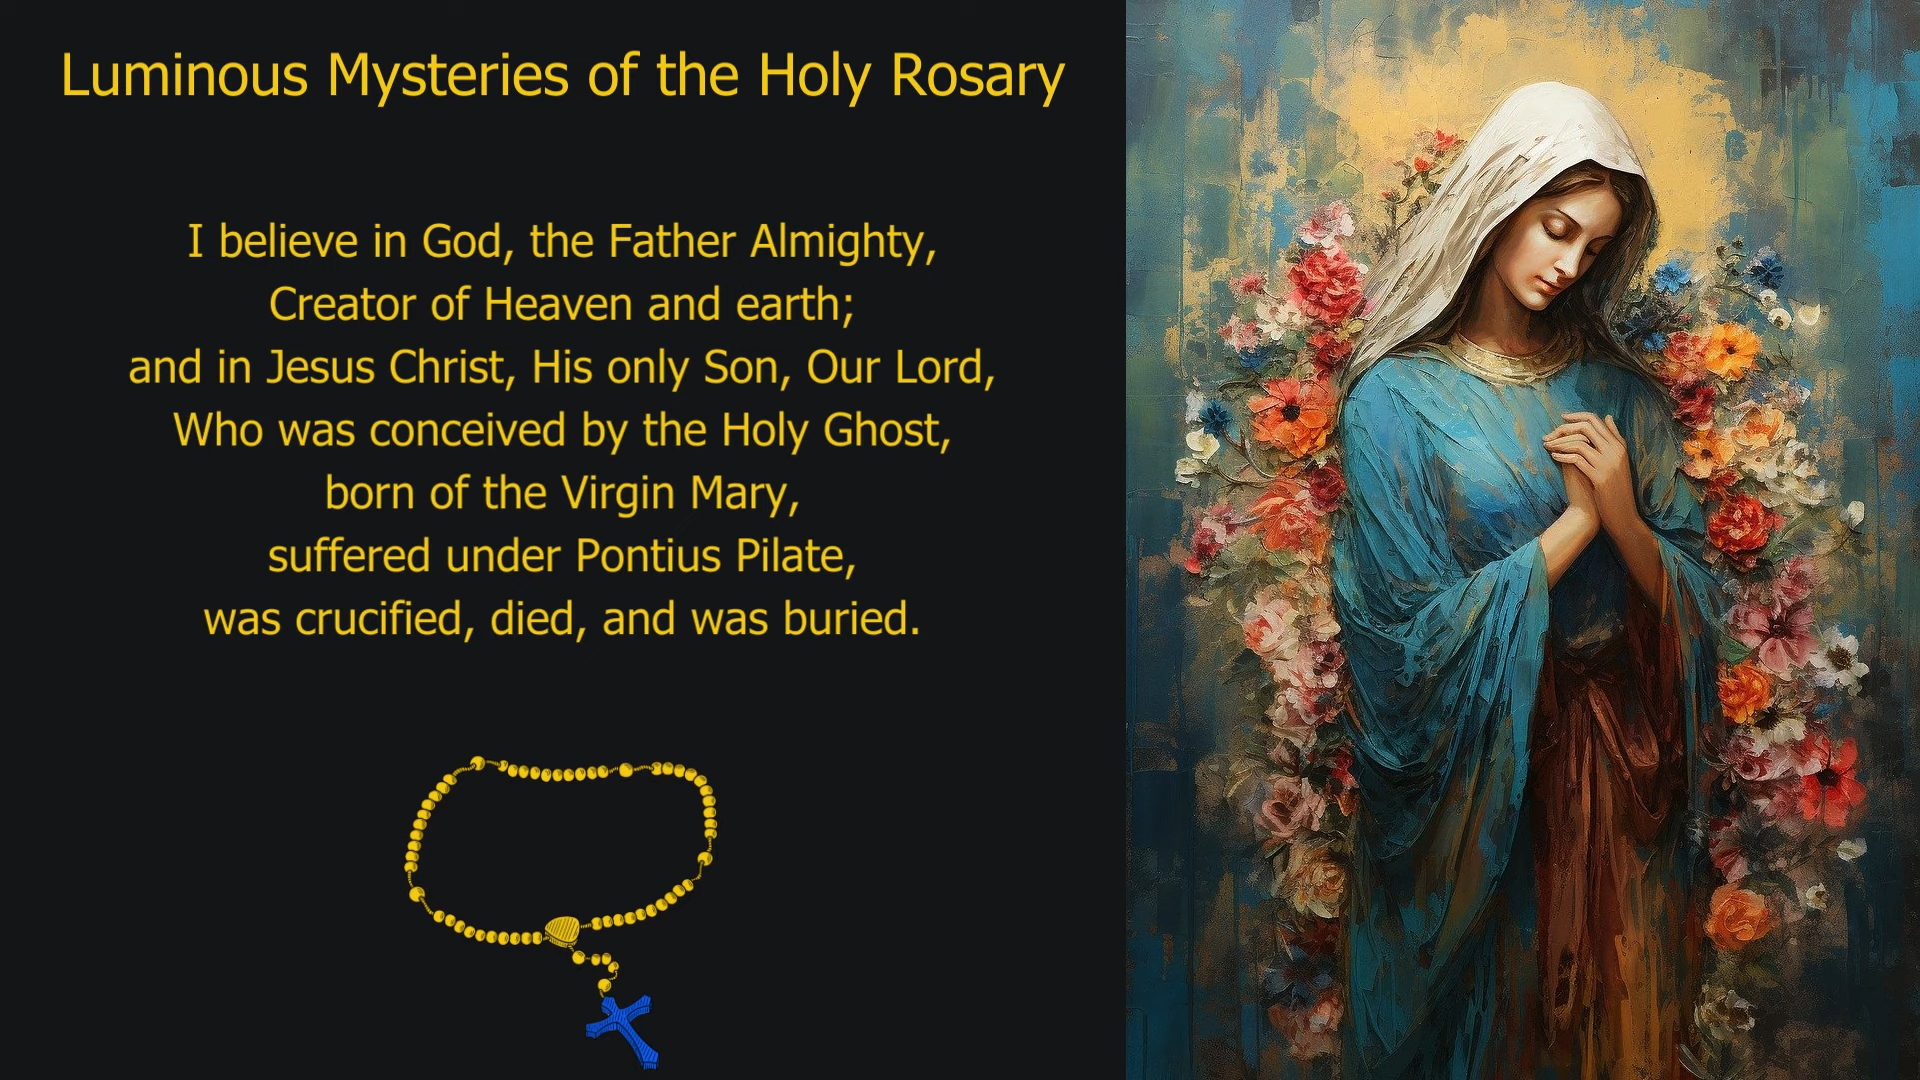 Luminous Mysteries of the Holy Rosary
I believe in God, the Father Almighty,
Creator of Heaven and earth;
and in Jesus Christ, His only Son, Our Lord,
Who was conceived by the Holy Ghost,
born of the Virgin Mary,
suffered under Pontius Pilate,
was crucified, died, and was buried.